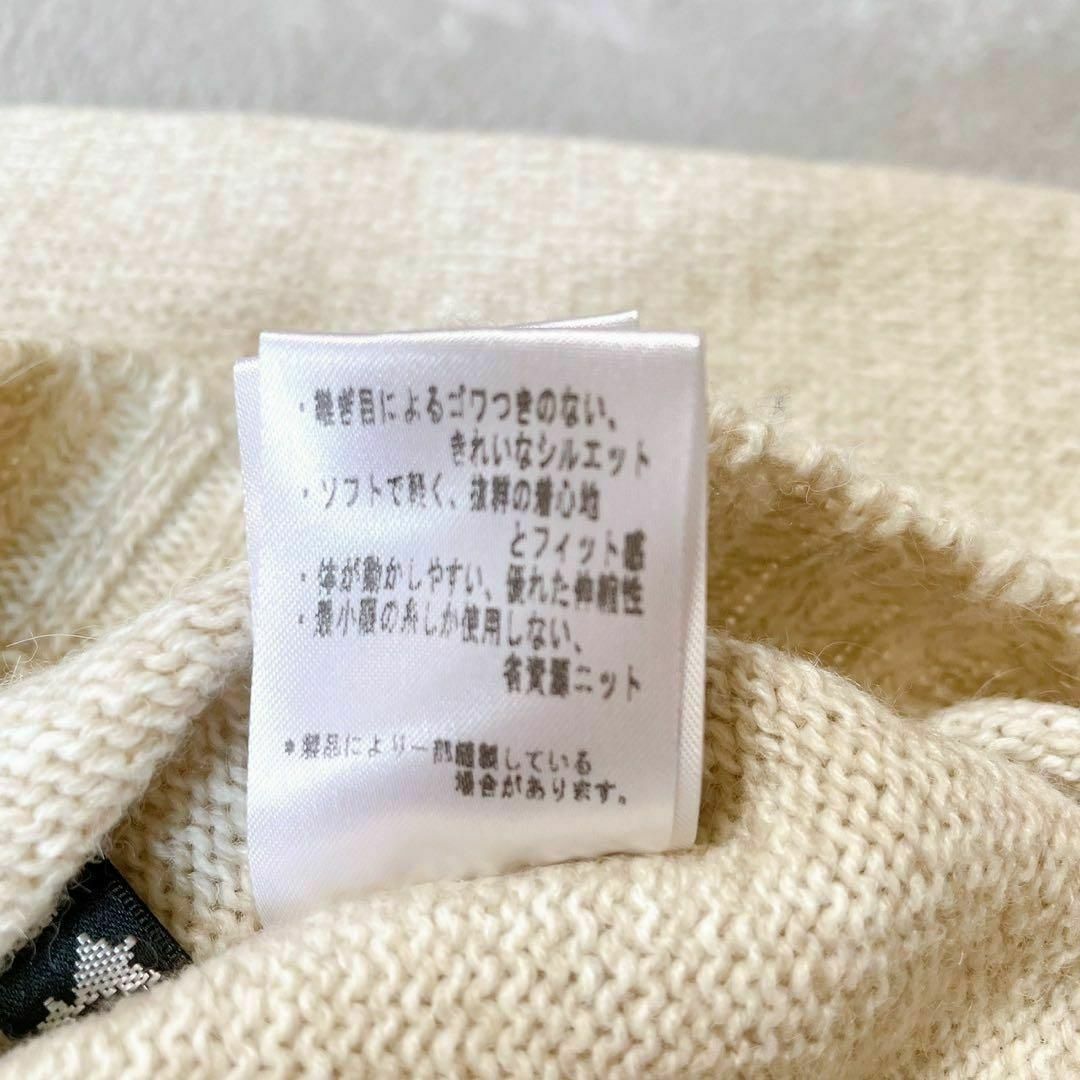 ・継ぎ目によるゴワつきのない、
きれいなシルエット
・ソフトで軽く、抜群の着心地
とフィット感
・体が動かしやすい、優れた伸縮性
・最小限の糸しか使用しない、
省資源ニット
*製品により一部縫製している
場合があります。